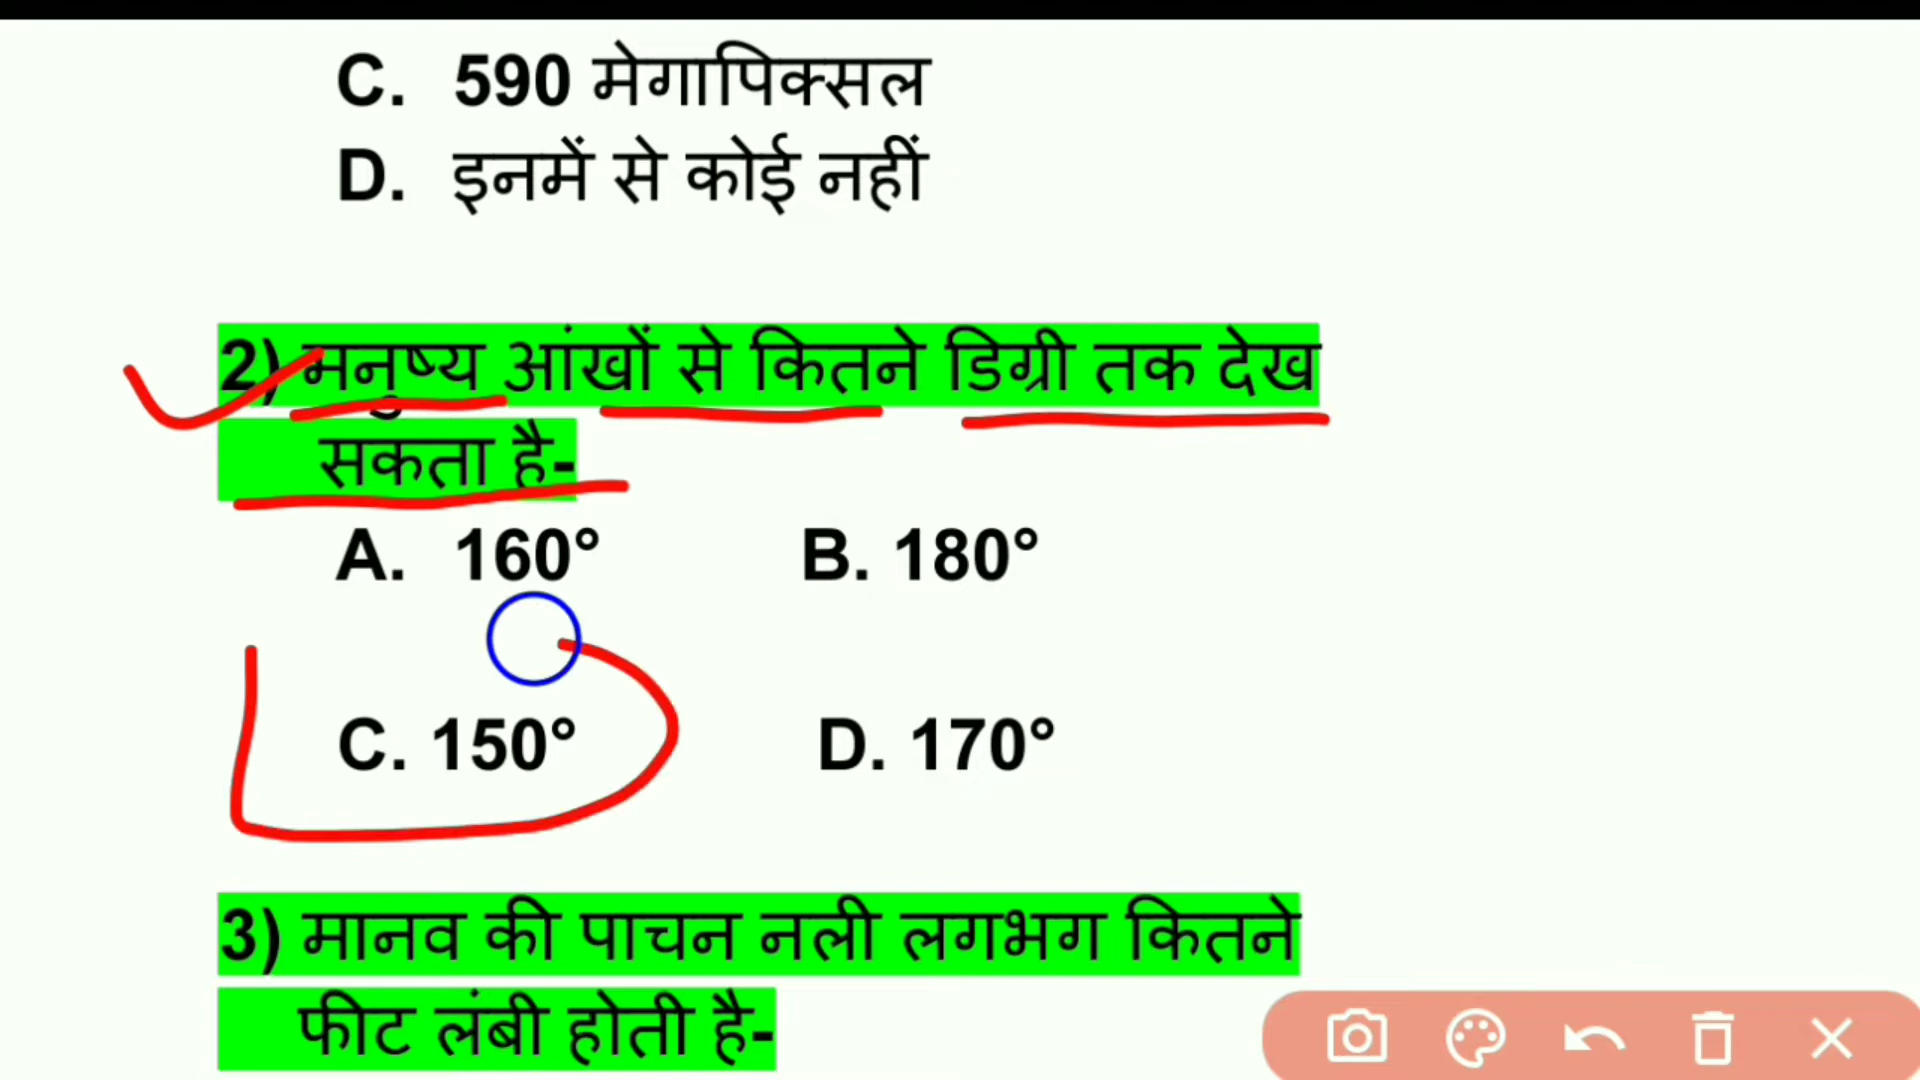 C. 590 मेगापिक्सल
D. इनमें से कोई नहीं
2) मनुष्य आंखों से कितने डिग्री तक देख
सकता है-
A. 160° B. 180°
C. 150° D. 170°
3) मानव की पाचन नली लगभग कितने
फीट लंबी होती है-